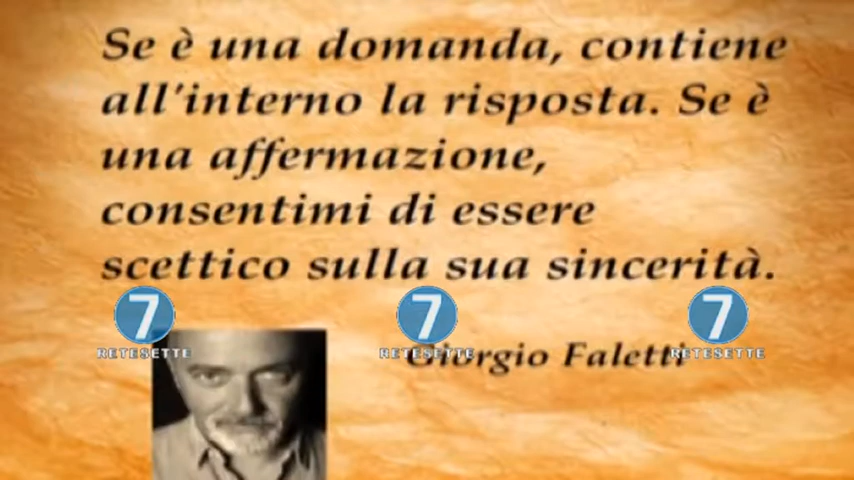 Se è una domanda, contiene
all'interno la risposta. Se è
una affermazione,
consentimi di essere
scettico sulla sua sincerità.
7 7 7
RETESETTE RETESETTE RETESETTE
Giorgio Faletti